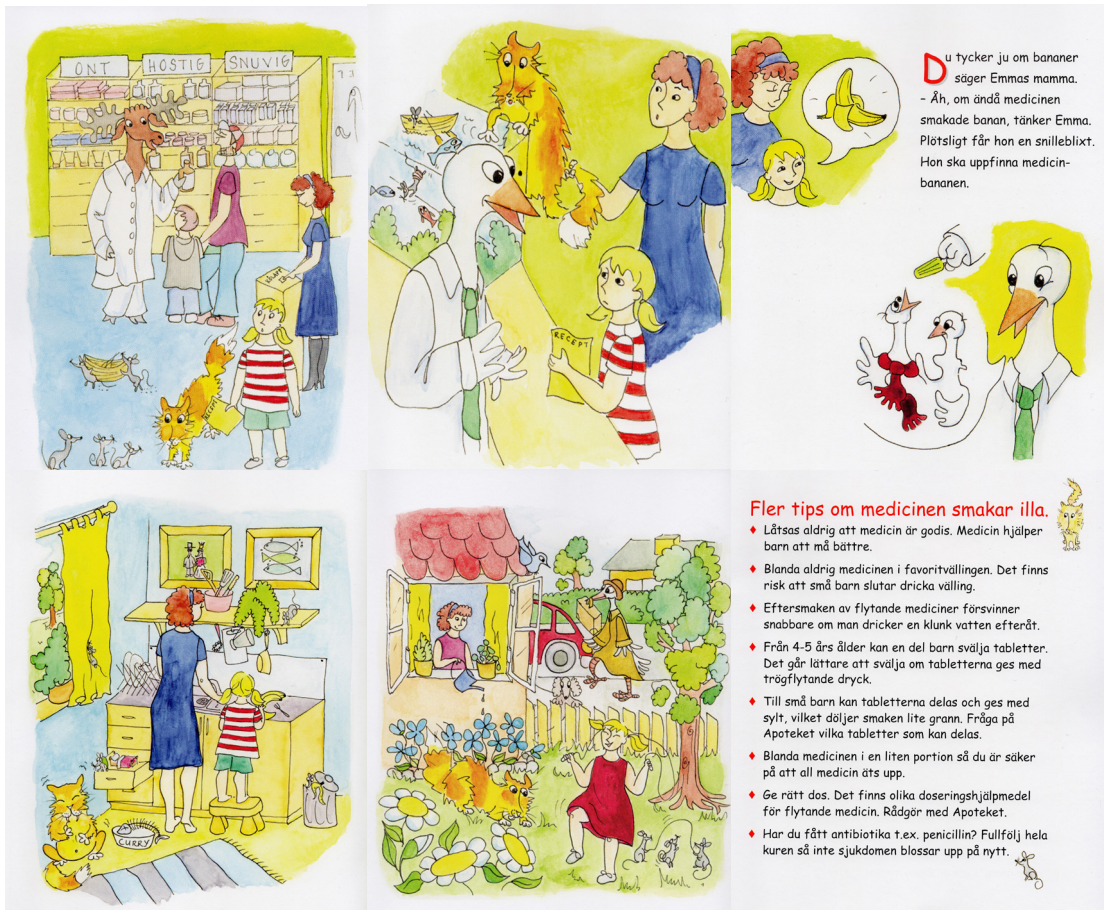 ONT
HOSTIG
SNUVIG
RECEPT
RECEPT
Du tycker ju om bananer
säger Emmas mamma.
– Åh, om ändå medicinen
smakade banan, tänker Emma.
Plötsligt får hon en snilleblixt.
Hon ska uppfinna medicin-
bananen.
CURRY
Fler tips om medicinen smakar illa.
Låtsas aldrig att medicin är godis. Medicin hjälper
barn att må bättre.
Blanda aldrig medicinen i favoritvällingen. Det finns
risk att små barn slutar dricka välling.
Eftersmaken av flytande mediciner försvinner
snabbare om man dricker en klunk vatten efteråt.
Från 4-5 års ålder kan en del barn svälja tabletter.
Det går lättare att svälja om tabletterna ges med
trögflytande dryck.
Till små barn kan tabletterna delas och ges med
sylt, vilket döljer smaken lite grann. Fråga på
Apoteket vilka tabletter som kan delas.
Blanda medicinen i en liten portion så du är säker
på att all medicin äts upp.
Ge rätt dos. Det finns olika doseringshjälpmedel
för flytande medicin. Rådgör med Apoteket.
Har du fått antibiotika t.ex. penicillin? Fullfölj hela
kuren så inte sjukdomen blossar upp på nytt.